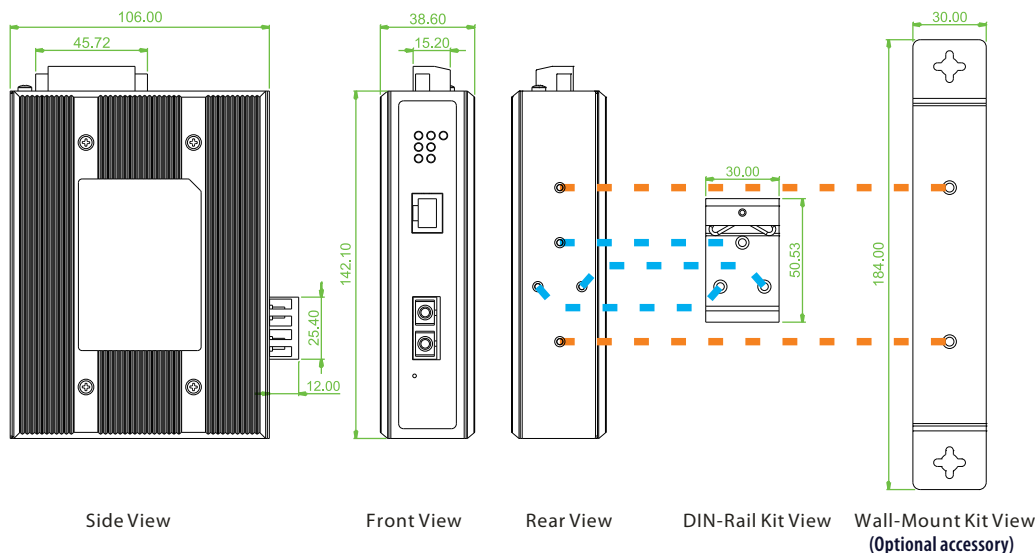 106.00
45.72
38.60
15.20
30.00
30.00
142.10
50.53
184.00
25.40
12.00
Side View
Front View
Rear View
DIN-Rail Kit View
Wall-Mount Kit View
(Optional accessory)